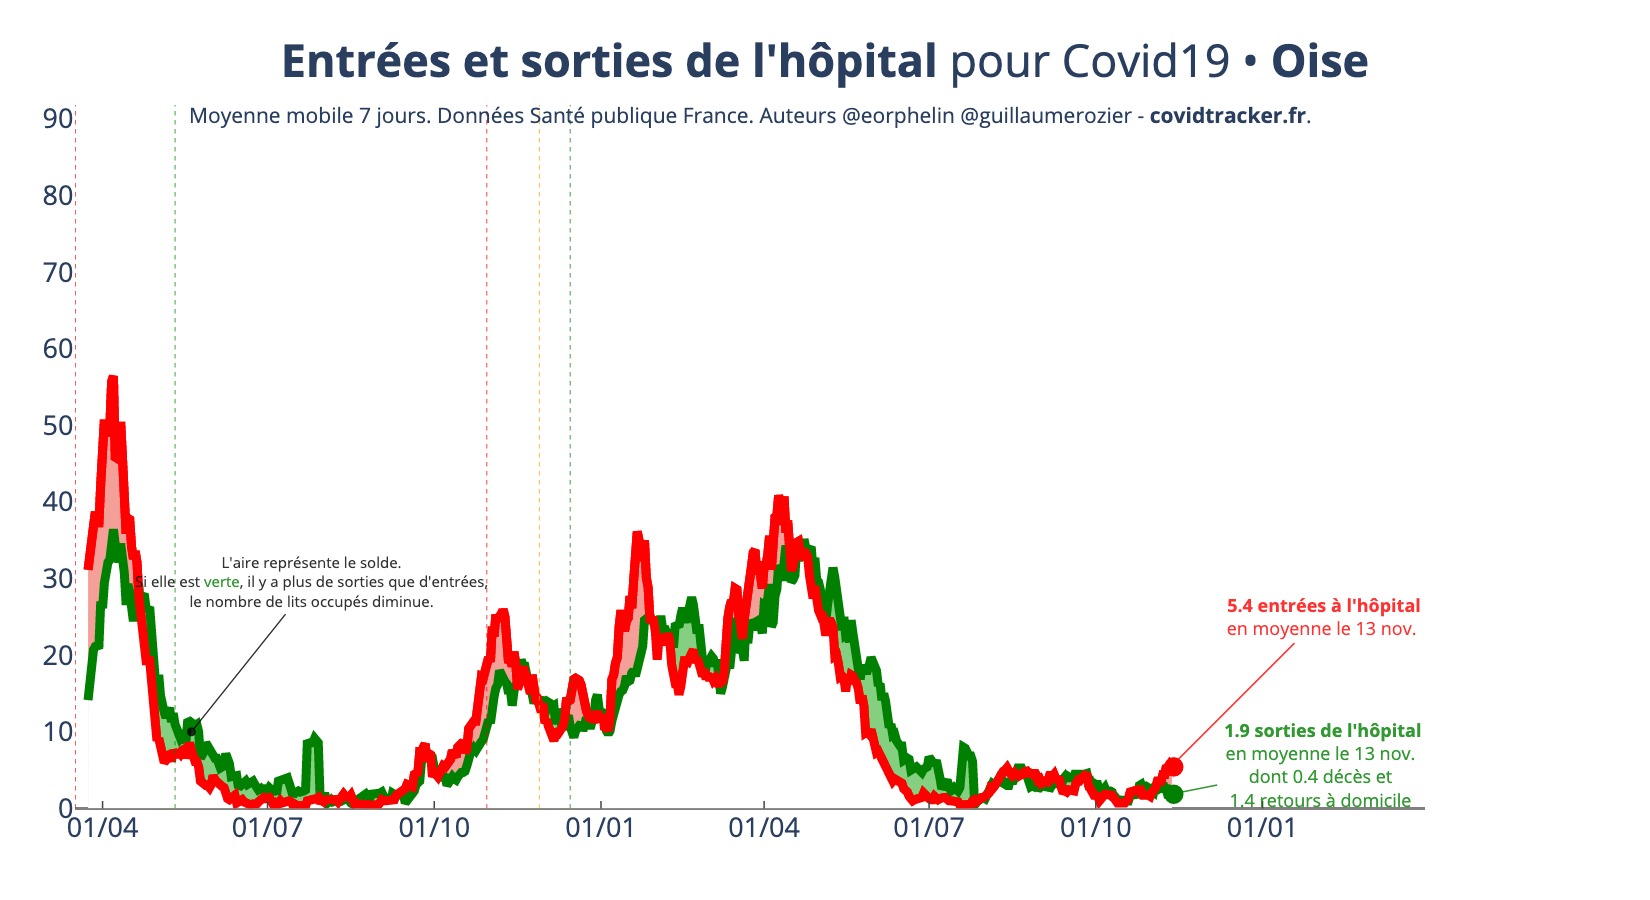 Entrées et sorties de l'hôpital pour Covid19 • Oise
Moyenne mobile 7 jours. Données Santé publique France. Auteurs @eorphelin @guillaumerozier - covidtracker.fr.
90
80
70
60
50
40
30
20
10
0
L'aire représente le solde.
Si elle est verte, il y a plus de sorties que d'entrées,
le nombre de lits occupés diminue.
5.4 entrées à l'hôpital
en moyenne le 13 nov.
1.9 sorties de l'hôpital
en moyenne le 13 nov.
dont 0.4 décès et
1.4 retours à domicile
01/04 01/07 01/10 01/01 01/04 01/07 01/10 01/01